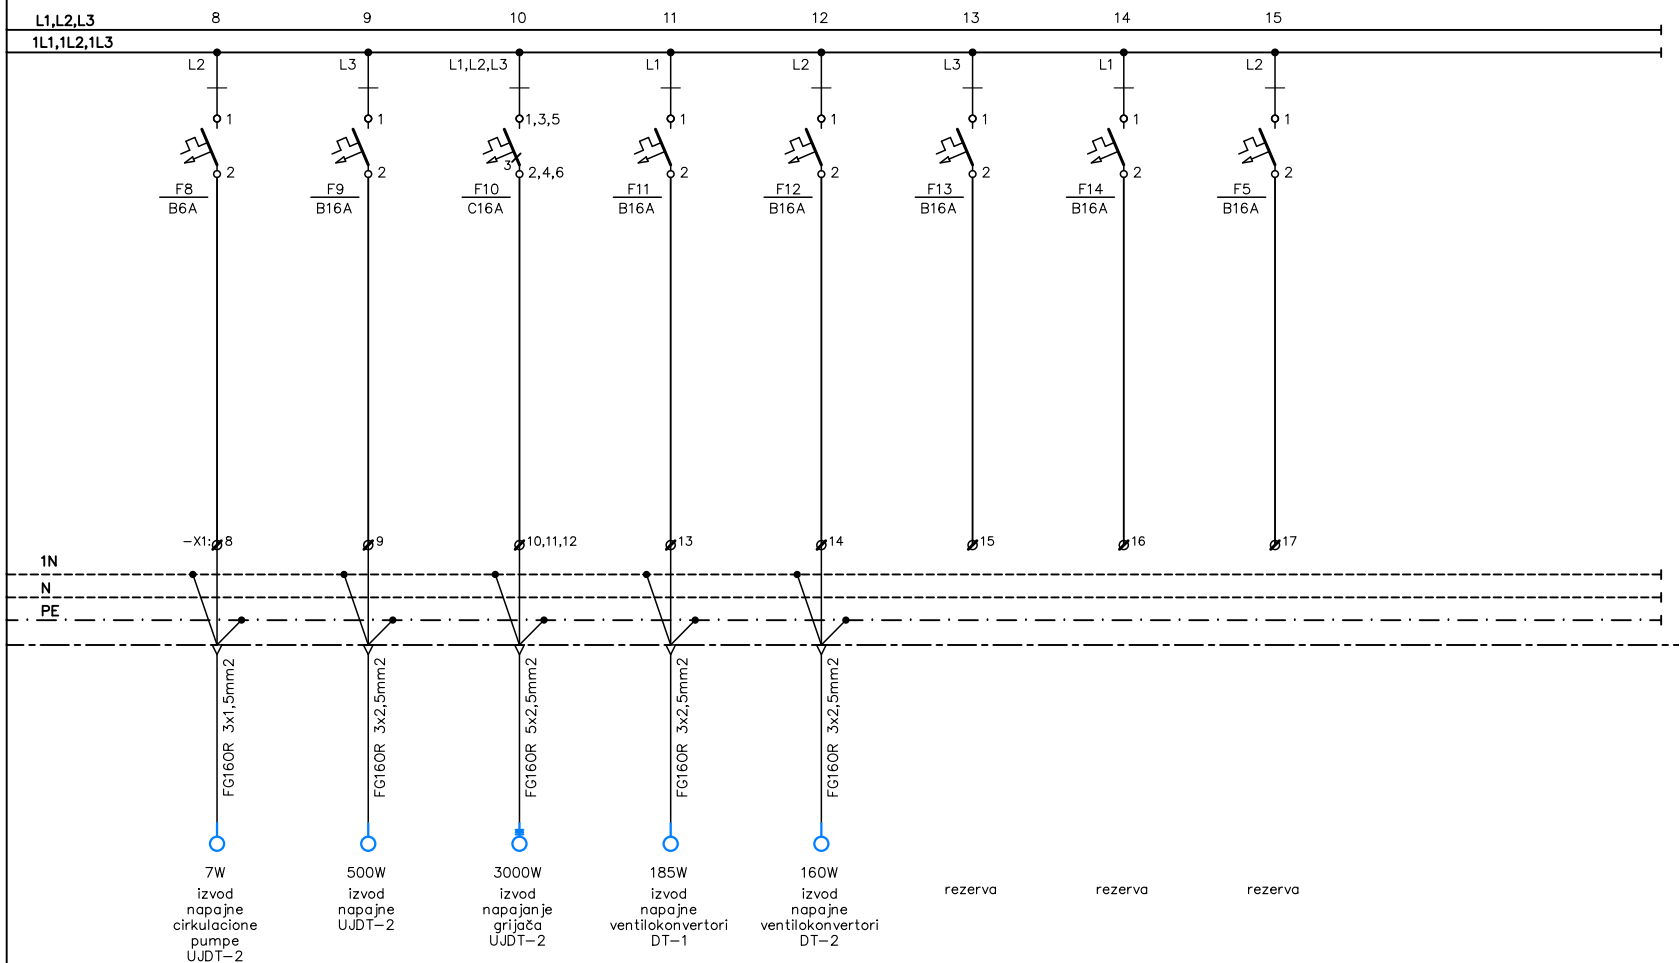 L1,L2,L3
8 9 10 11 12 13 14 15
1L1,1L2,1L3
L2 L3 L1,L2,L3 L1 L2 L3 L1 L2
1 1 1,3,5 1 1 1 1 1
3
2 2 2,4,6 2 2 2 2 2
F8 F9 F10 F11 F12 F13 F14 F5
B6A B16A C16A B16A B16A B16A B16A B16A
-X1: 8 9 10,11,12 13 14 15 16 17
1N
N
PE
FG16OR 3x1,5mm2
FG16OR 3x2,5mm2
FG16OR 5x2,5mm2
FG16OR 3x2,5mm2
FG16OR 3x2,5mm2
7W
izvod
napajne
cirkulacione
pumpe
UJDT-2
500W
izvod
napajne
UJDT-2
3000W
izvod
napajanje
grijača
UJDT-2
185W
izvod
napajne
ventilokonvertori
DT-1
160W
izvod
napajne
ventilokonvertori
DT-2
rezerva
rezerva
rezerva